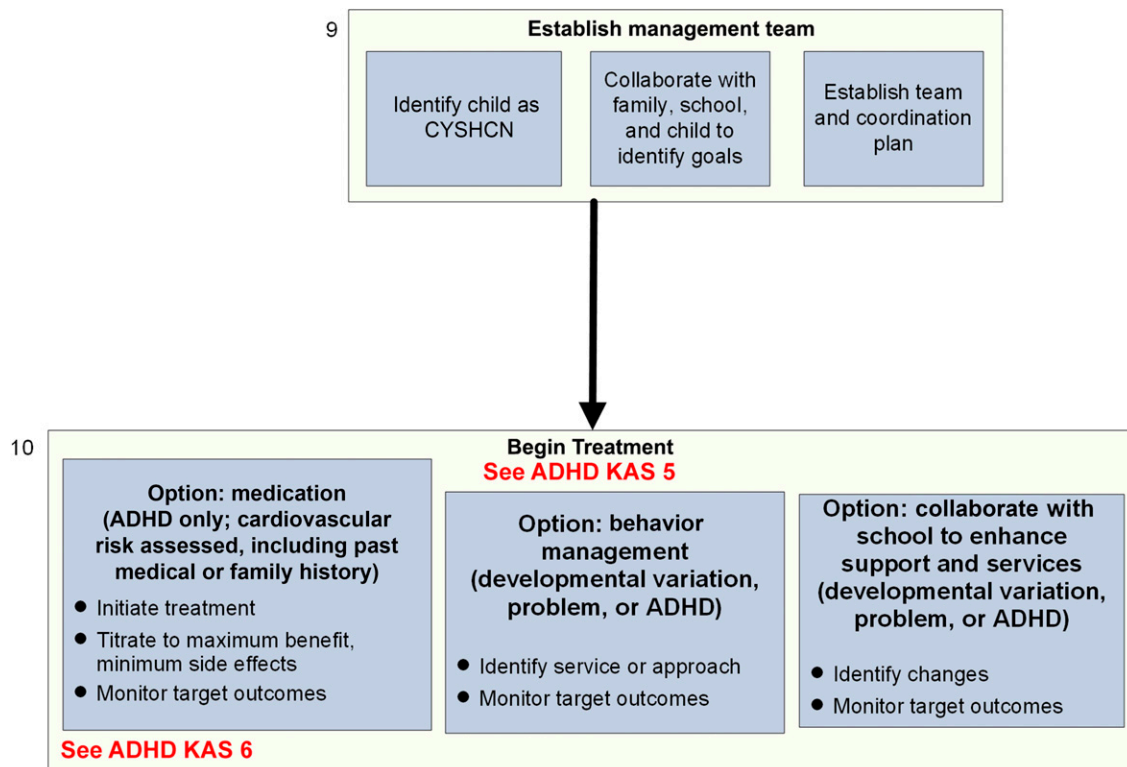 9
Establish management team
Identify child as
CYSHCN
Collaborate with
family, school,
and child to
identify goals
Establish team
and coordination
plan
10
Begin Treatment
See ADHD KAS 5
Option: medication
(ADHD only; cardiovascular
risk assessed, including past
medical or family history)
● Initiate treatment
● Titrate to maximum benefit,
minimum side effects
● Monitor target outcomes
See ADHD KAS 6
Option: behavior
management
(developmental variation,
problem, or ADHD)
● Identify service or approach
● Monitor target outcomes
Option: collaborate with
school to enhance
support and services
(developmental variation,
problem, or ADHD)
● Identify changes
● Monitor target outcomes